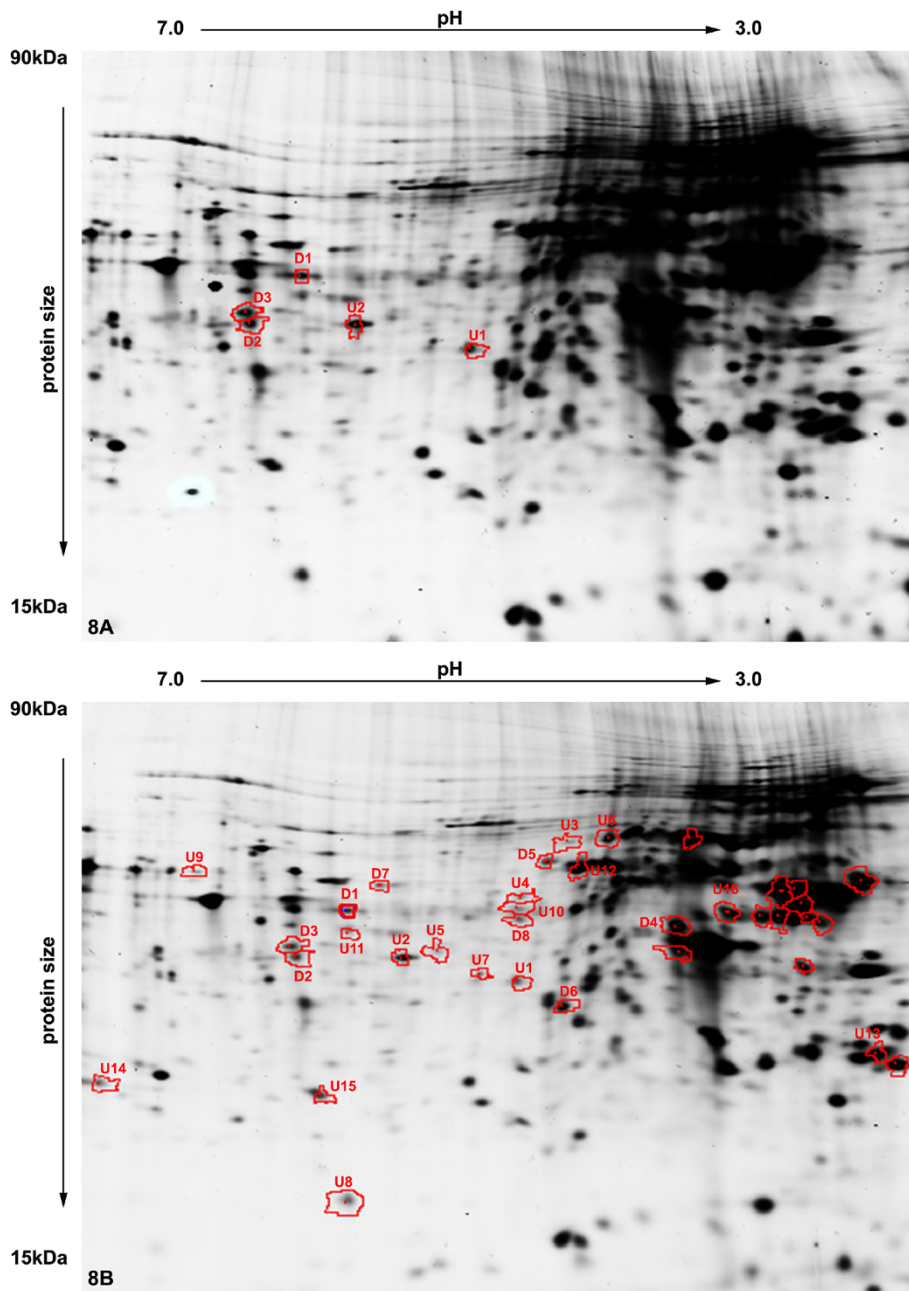 pH
7.0 3.0
90kDa
D1
D3
U2
D2
U1
protein size
15kDa
8A
pH
7.0 3.0
90kDa
U3
U6
D5
U9
U12
D7
U4
D1
U16
U10
D4
D8
D3
U11
U2
U5
D2
U7
U1
D6
U13
U14
U15
U8
protein size
15kDa
8B